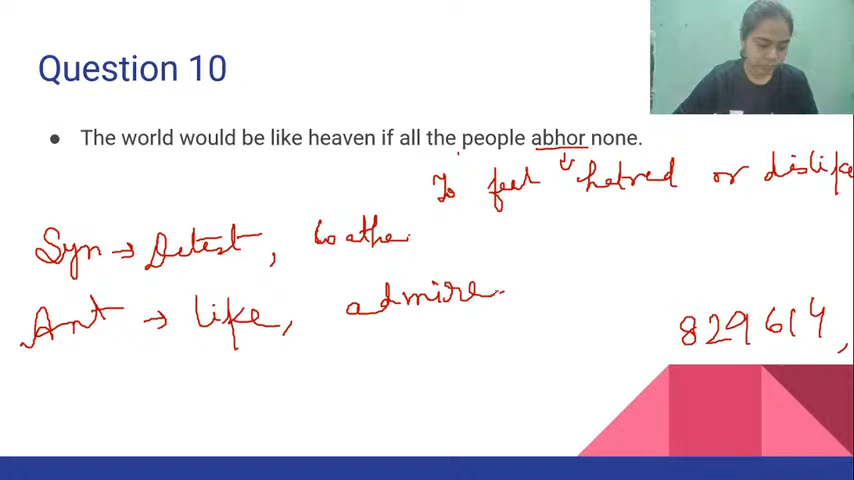 Question 10
● The world would be like heaven if all the people abhor none.
To feel hatred or dislike
Syn → Detest, Loathe
Ant → like, admire
829614,